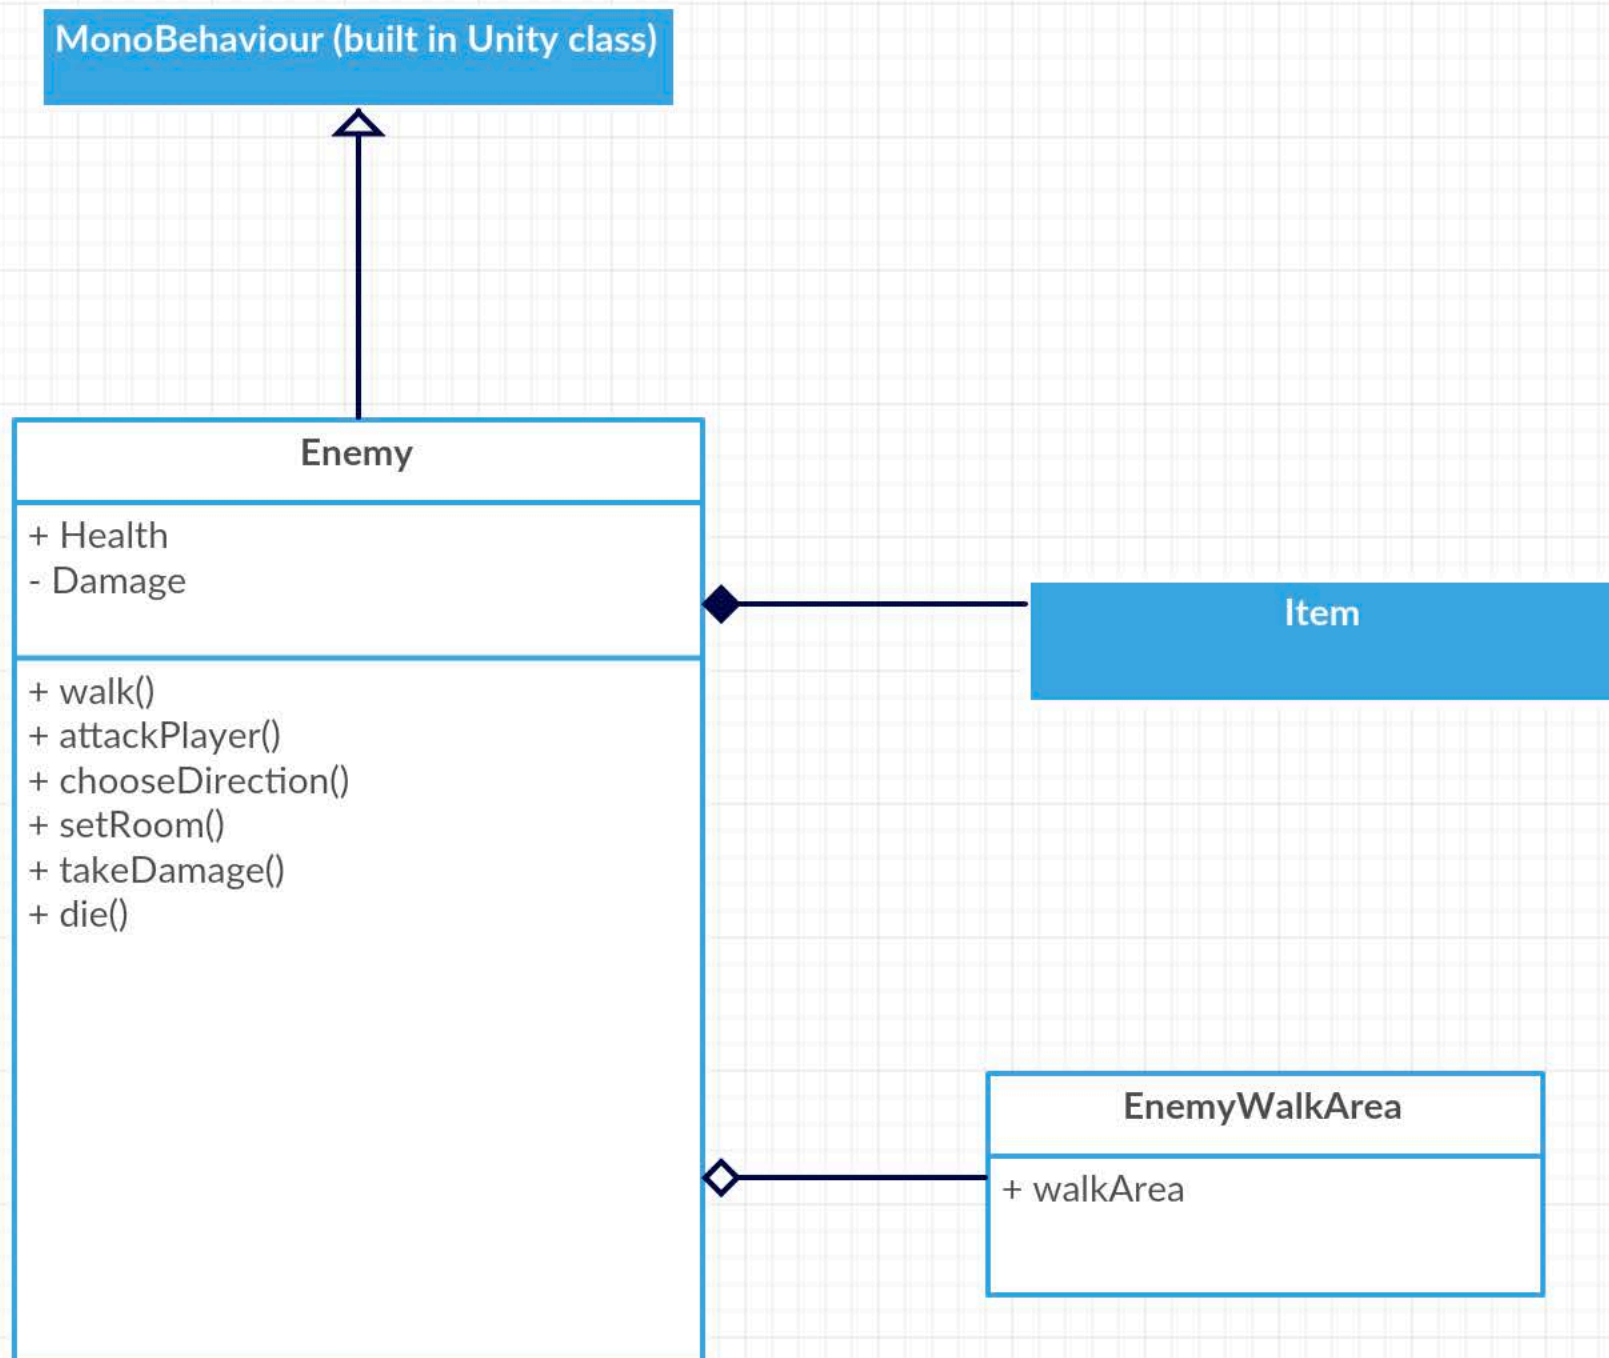 MonoBehaviour (built in Unity class)
Enemy
+ Health
- Damage
Item
+ walk()
+ attackPlayer()
+ chooseDirection()
+ setRoom()
+ takeDamage()
+ die()
EnemyWalkArea
+ walkArea